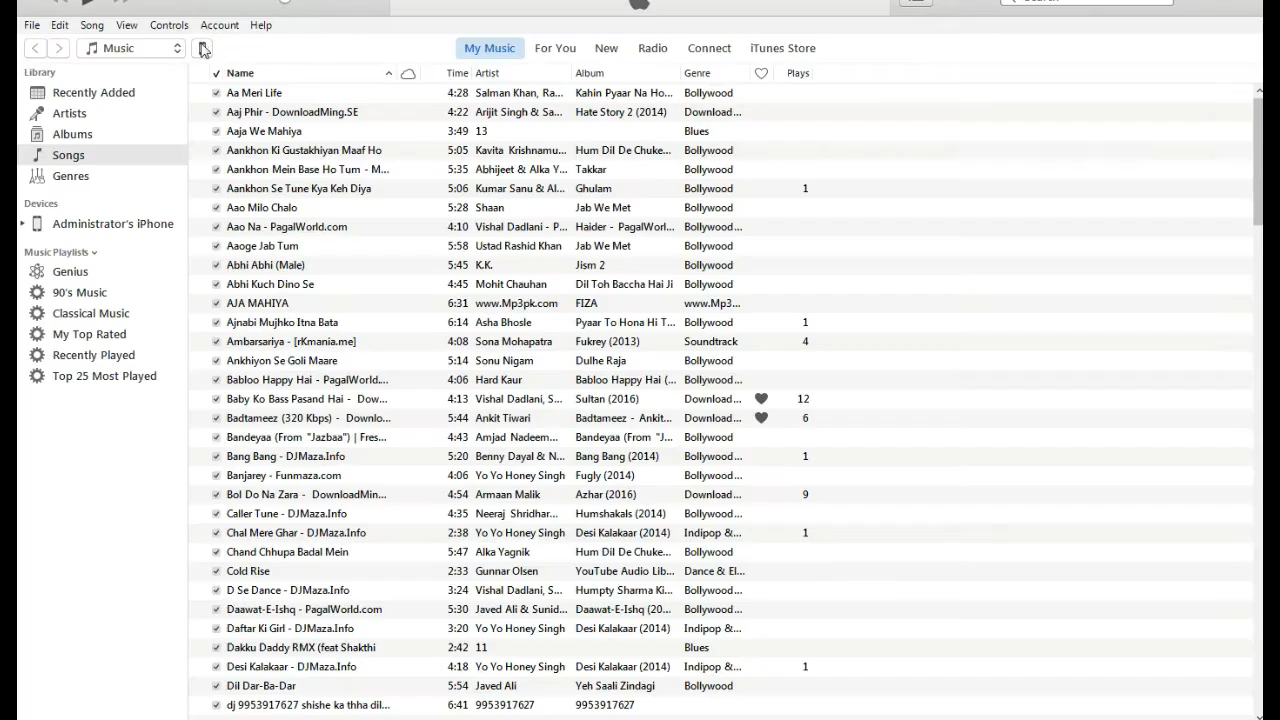 File Edit Song View Controls Account Help
Music My Music For You New Radio Connect iTunes Store
Library
Recently Added
Artists
Albums
Songs
Genres
Devices
Administrator's iPhone
Music Playlists
Genius
90's Music
Classical Music
My Top Rated
Recently Played
Top 25 Most Played
Name Time Artist Album Genre Plays
Aa Meri Life 4:28 Salman Khan, Ra... Kahin Pyaar Na Ho... Bollywood
Aaj Phir - DownloadMing.SE 4:22 Arijit Singh & Sa... Hate Story 2 (2014) Download...
Aaja We Mahiya 3:49 13 Blues
Aankhon Ki Gustakhiyan Maaf Ho 5:05 Kavita Krishnamu... Hum Dil De Chuke... Bollywood
Aankhon Mein Base Ho Tum - M... 5:35 Abhijeet & Alka Y... Takkar Bollywood
Aankhon Se Tune Kya Keh Diya 5:06 Kumar Sanu & Al... Ghulam Bollywood 1
Aao Milo Chalo 5:28 Shaan Jab We Met Bollywood
Aao Na - PagalWorld.com 4:10 Vishal Dadlani - P... Haider - PagalWorl... Bollywood
Aaoge Jab Tum 5:58 Ustad Rashid Khan Jab We Met Bollywood
Abhi Abhi (Male) 5:45 K.K. Jism 2 Bollywood
Abhi Kuch Dino Se 4:45 Mohit Chauhan Dil Toh Baccha Hai Ji Bollywood
AJA MAHIYA 6:31 www.Mp3pk.com FIZA www.Mp3...
Ajnabi Mujhko Itna Bata 6:14 Asha Bhosle Pyaar To Hona Hi T... Bollywood 1
Ambarsariya - [rKmania.me] 4:08 Sona Mohapatra Fukrey (2013) Soundtrack 4
Ankhiyon Se Goli Maare 5:14 Sonu Nigam Dulhe Raja Bollywood
Babloo Happy Hai - PagalWorld.... 4:06 Hard Kaur Babloo Happy Hai (... Bollywood
Baby Ko Bass Pasand Hai - Dow... 4:13 Vishal Dadlani, S... Sultan (2016) Download... 12
Badtameez (320 Kbps) - Downlo... 5:44 Ankit Tiwari Badtameez - Ankit... Download... 6
Bandeyaa (From "Jazbaa") | Fres... 4:43 Amjad Nadeem... Bandeyaa (From "J... Bollywood
Bang Bang - DJMaza.Info 5:27 Benny Dayal & N... Bang Bang (2014) Bollywood 1
Banjarey - Funmaza.com 4:06 Yo Yo Honey Singh Fugly (2014) Bollywood
Bol Do Na Zara - DownloadMin... 4:54 Armaan Malik Azhar (2016) Download... 9
Caller Tune - DJMaza.Info 4:35 Neeraj Shridhar... Humshakals (2014) Bollywood
Chal Mere Ghar - DJMaza.Info 2:38 Yo Yo Honey Singh Desi Kalakaar (2014) Indipop &... 1
Chand Chhupa Badal Mein 5:47 Alka Yagnik Hum Dil De Chuke... Bollywood
Cold Rise 2:33 Gunnar Olsen YouTube Audio Lib... Dance & El...
D Se Dance - DJMaza.Info 3:24 Vishal Dadlani, S... Humpty Sharma Ki... Bollywood
Daawat-E-Ishq - PagalWorld.com 5:30 Javed Ali & Sunid... Daawat-E-Ishq (20... Bollywood
Daftar Ki Girl - DJMaza.Info 3:20 Yo Yo Honey Singh Desi Kalakaar (2014) Indipop &...
Dakku Daddy RMX (feat Shakthi 2:42 11 Blues
Desi Kalakaar - DJMaza.Info 4:18 Yo Yo Honey Singh Desi Kalakaar (2014) Indipop &... 1
Dil Dar-Ba-Dar 5:54 Javed Ali Yeh Saali Zindagi Bollywood
dj 9953917627 shishe ka thha dil... 6:41 9953917627 9953917627